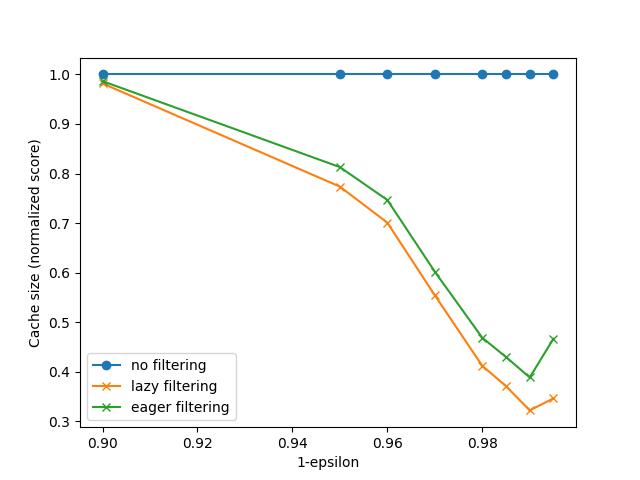 Cache size (normalized score)
1.0
0.9
0.8
0.7
0.6
0.5
0.4
0.3
no filtering
lazy filtering
eager filtering
0.90 0.92 0.94 0.96 0.98
1-epsilon